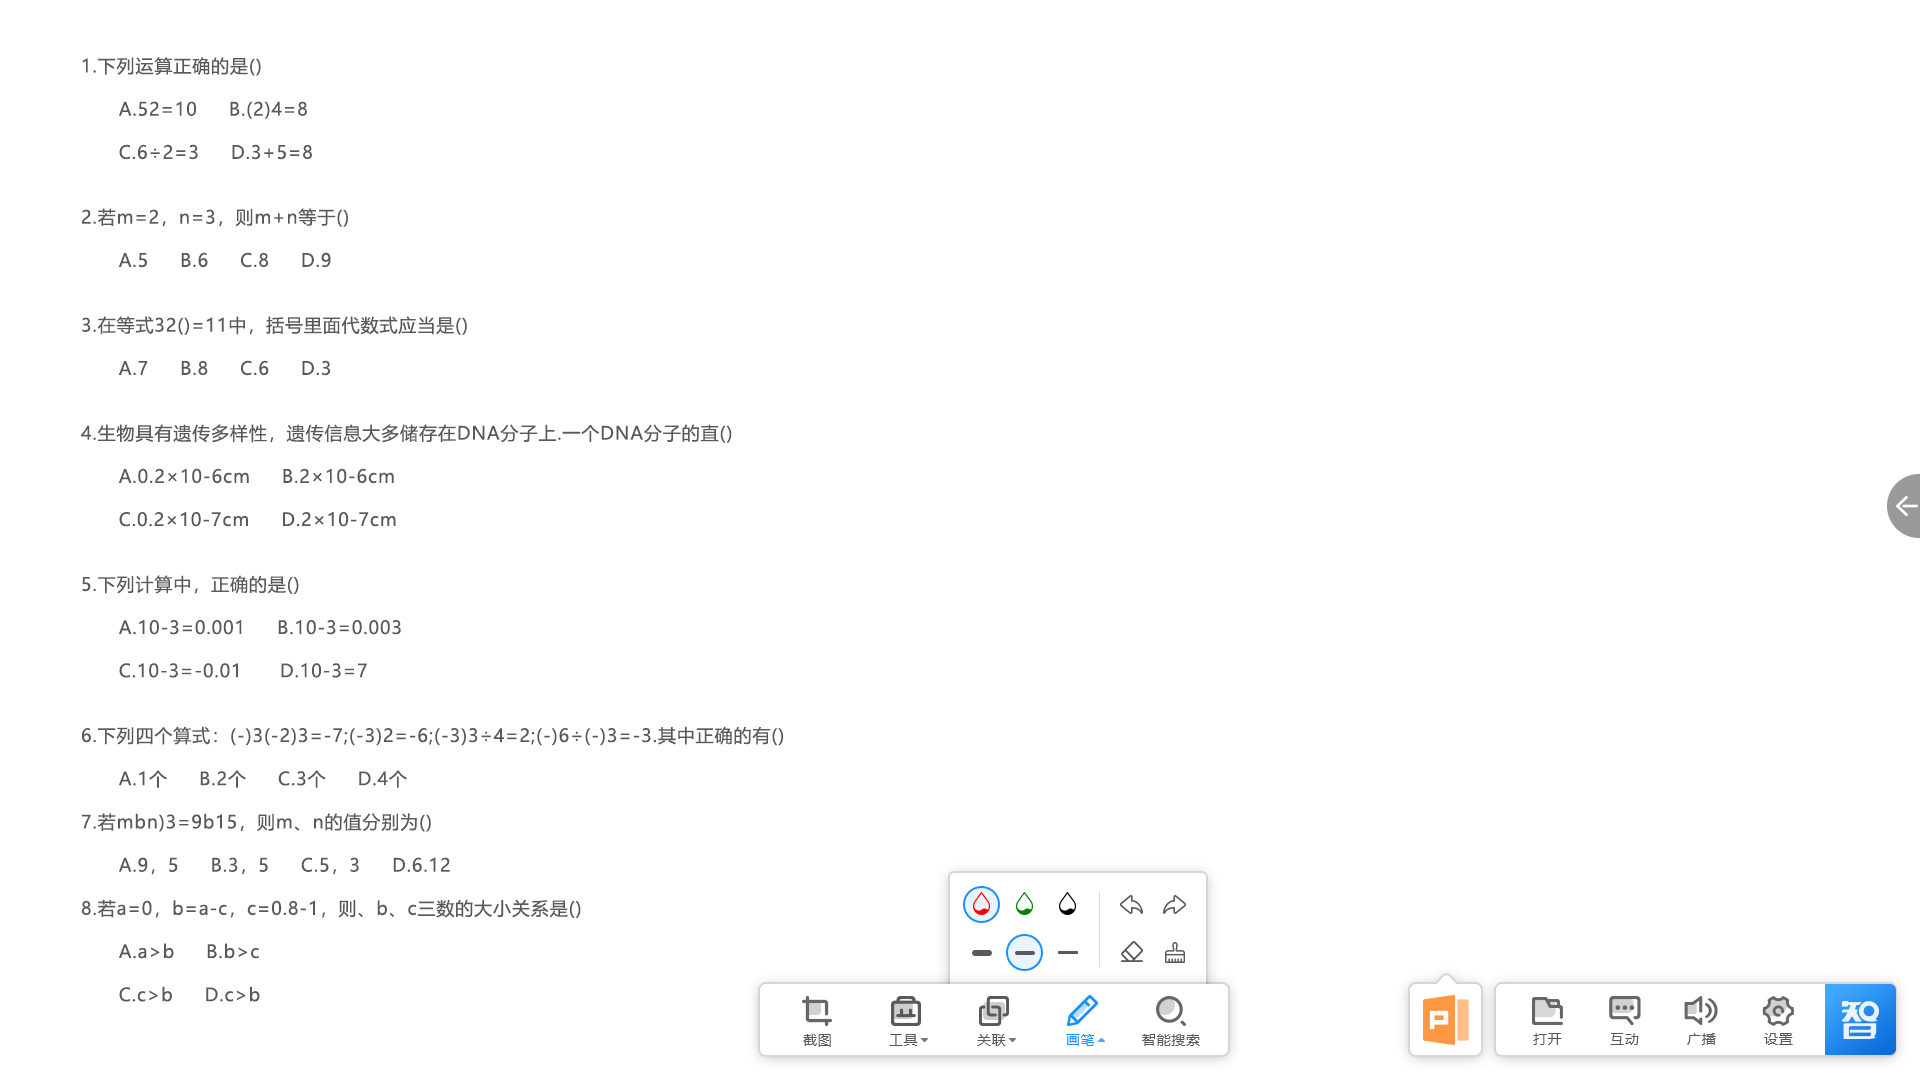 1.下列运算正确的是()
A.52=10 B.(2)4=8
C.6÷2=3 D.3+5=8
2.若m=2，n=3，则m+n等于()
A.5 B.6 C.8 D.9
3.在等式32()=11中，括号里面代数式应当是()
A.7 B.8 C.6 D.3
4.生物具有遗传多样性，遗传信息大多储存在DNA分子上.一个DNA分子的直()
A.0.2×10-6cm B.2×10-6cm
C.0.2×10-7cm D.2×10-7cm
5.下列计算中，正确的是()
A.10-3=0.001 B.10-3=0.003
C.10-3=-0.01 D.10-3=7
6.下列四个算式：(-)3(-2)3=-7;(-3)2=-6;(-3)3÷4=2;(-)6÷(-)3=-3.其中正确的有()
A.1个 B.2个 C.3个 D.4个
7.若mbn)3=9b15，则m、n的值分别为()
A.9，5 B.3，5 C.5，3 D.6.12
8.若a=0，b=a-c，c=0.8-1，则、b、c三数的大小关系是()
A.a>b B.b>c
C.c>b D.c>b
截图 工具 关联 画笔 智能搜索 P 打开 互动 广播 设置 智